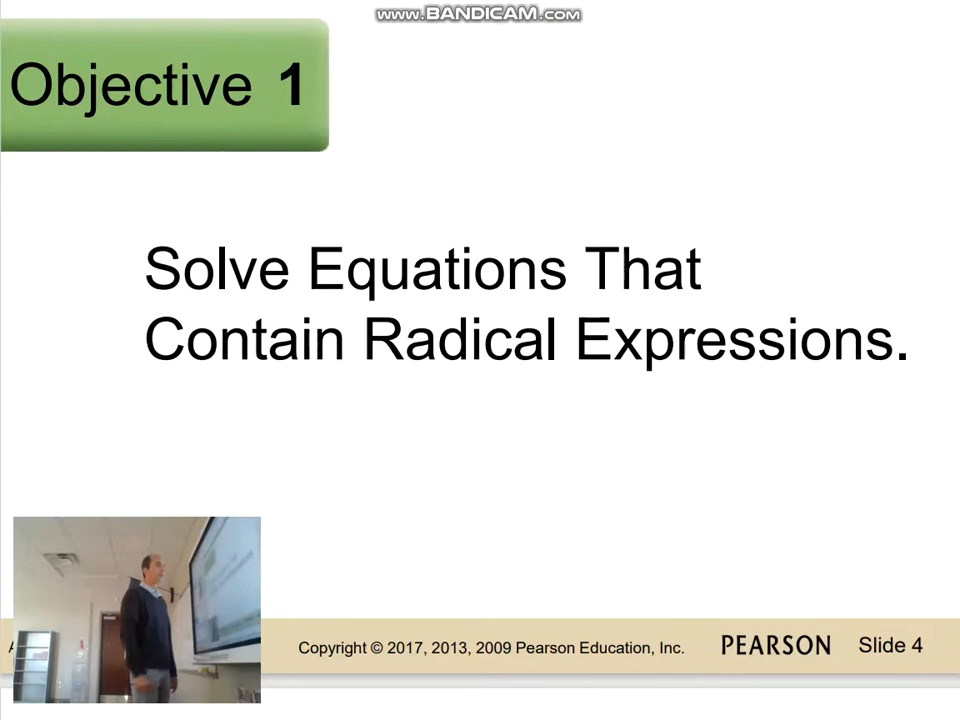 www.BANDICAM.com
Objective 1
Solve Equations That
Contain Radical Expressions.
Copyright © 2017, 2013, 2009 Pearson Education, Inc.
PEARSON
Slide 4